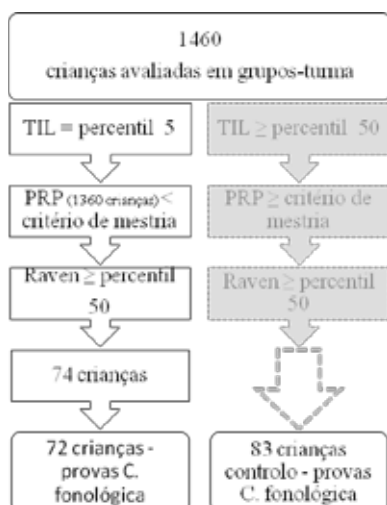 1460
crianças avaliadas em grupos-turma
TIL = percentil 5
PRP (1360 crianças) <
critério de mestria
Raven ≥ percentil
50
74 crianças
72 crianças -
provas C.
fonológica
TIL ≥ percentil 50
PRP ≥ critério de
mestria
Raven ≥ percentil
50
83 crianças
controlo - provas
C. fonológica